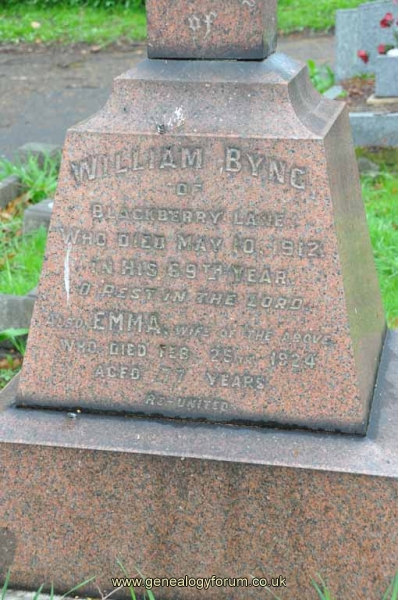 of
WILLIAM BYNG
OF
BLACKBERRY LANE
WHO DIED MAY 10, 1912
IN HIS 69TH YEAR
O REST IN THE LORD
ALSO, EMMA, WIFE OF THE ABOVE
WHO DIED FEB 25TH 1924
AGED 77 YEARS
RE-UNITED
www.genealogyforum.co.uk